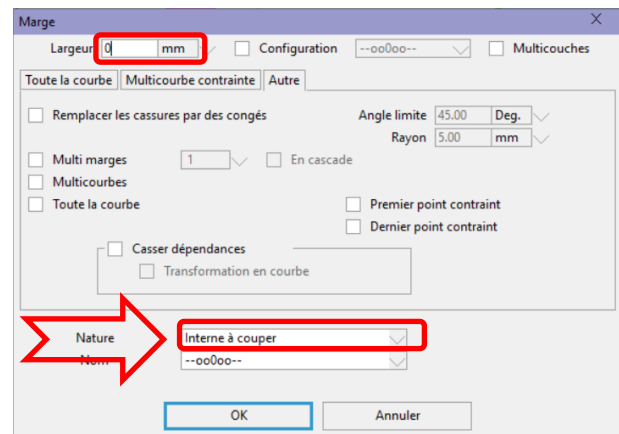 Marge X
Largeur 0 mm Configuration --oo0oo-- Multicouches
Toute la courbe Multicourbe contrainte Autre
Remplacer les cassures par des congés Angle limite 45.00 Deg.
Rayon 5.00 mm
Multi marges 1 En cascade
Multicourbes
Toute la courbe Premier point contraint
Dernier point contraint
Casser dépendances
Transformation en courbe
Nature Interne à couper
Nom --oo0oo--
OK Annuler